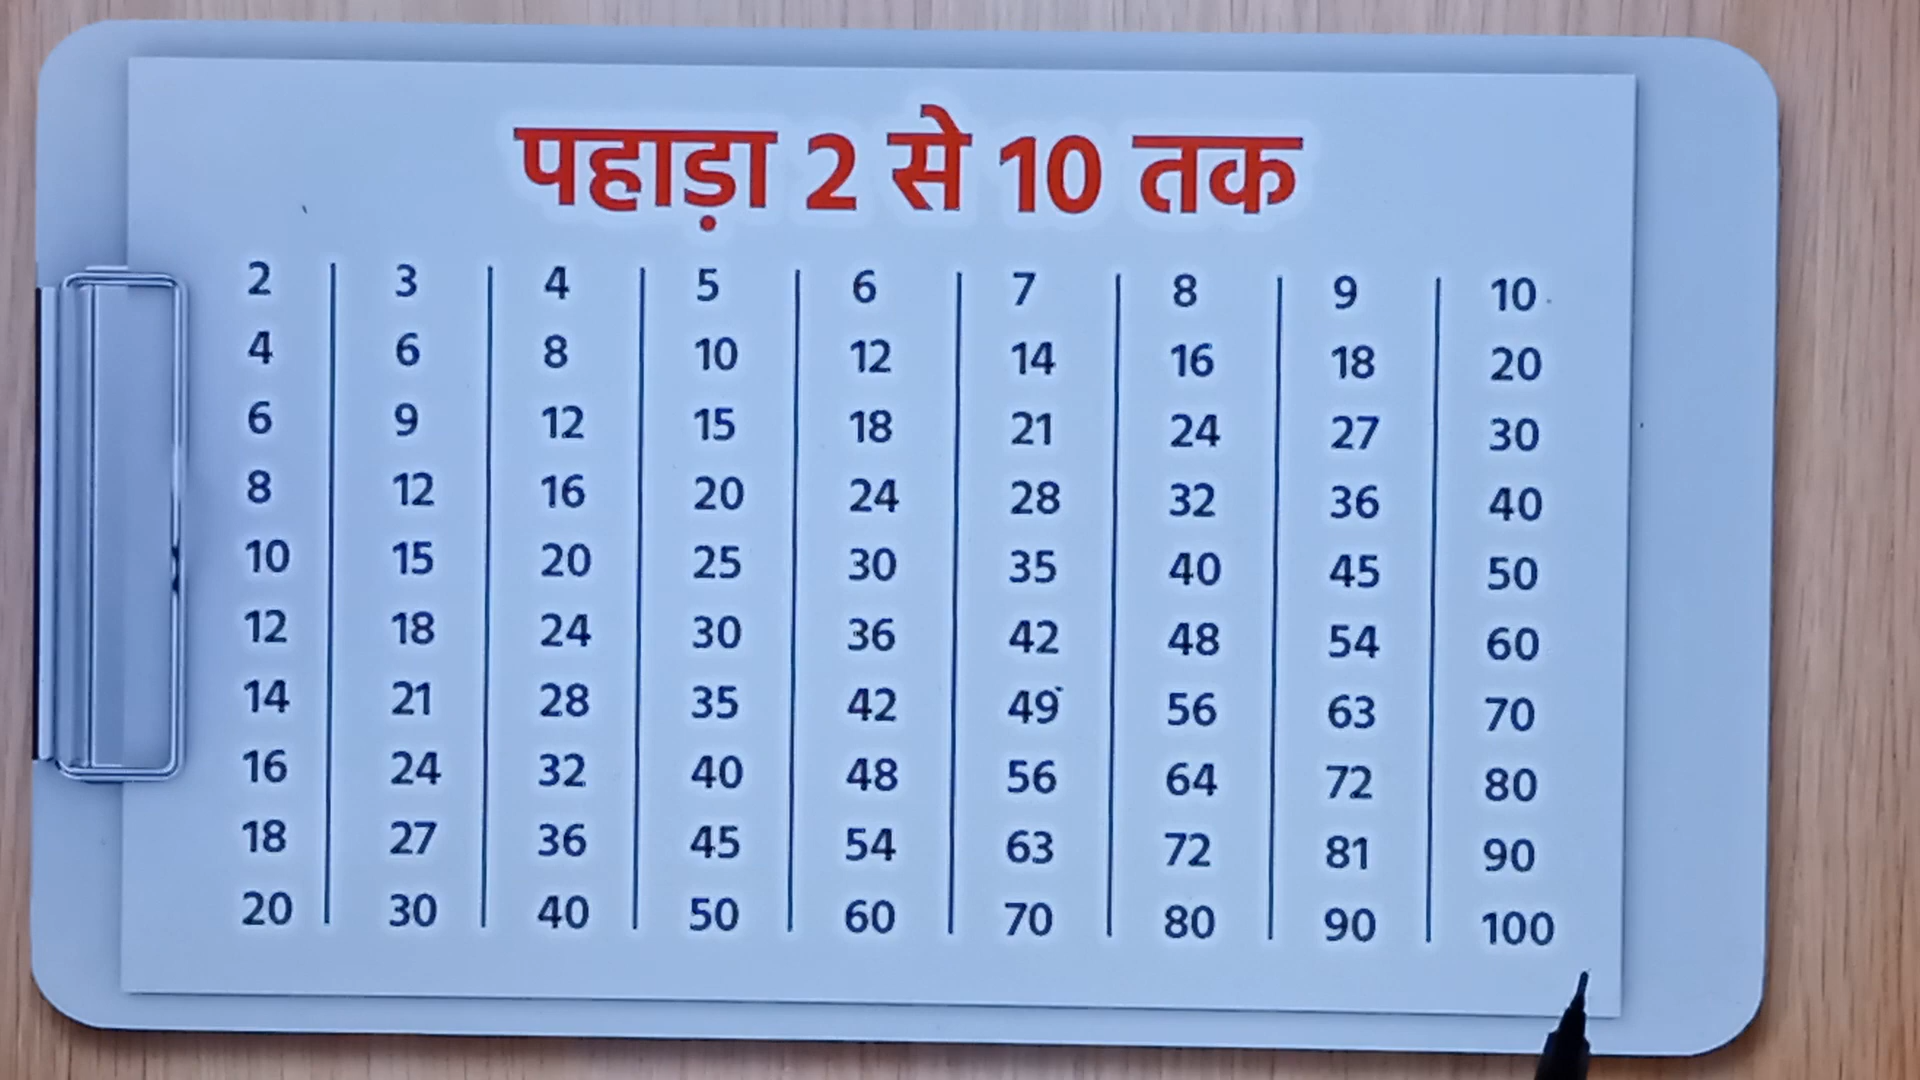 पहाड़ा 2 से 10 तक
2 3 4 5 6 7 8 9 10
4 6 8 10 12 14 16 18 20
6 9 12 15 18 21 24 27 30
8 12 16 20 24 28 32 36 40
10 15 20 25 30 35 40 45 50
12 18 24 30 36 42 48 54 60
14 21 28 35 42 49 56 63 70
16 24 32 40 48 56 64 72 80
18 27 36 45 54 63 72 81 90
20 30 40 50 60 70 80 90 100